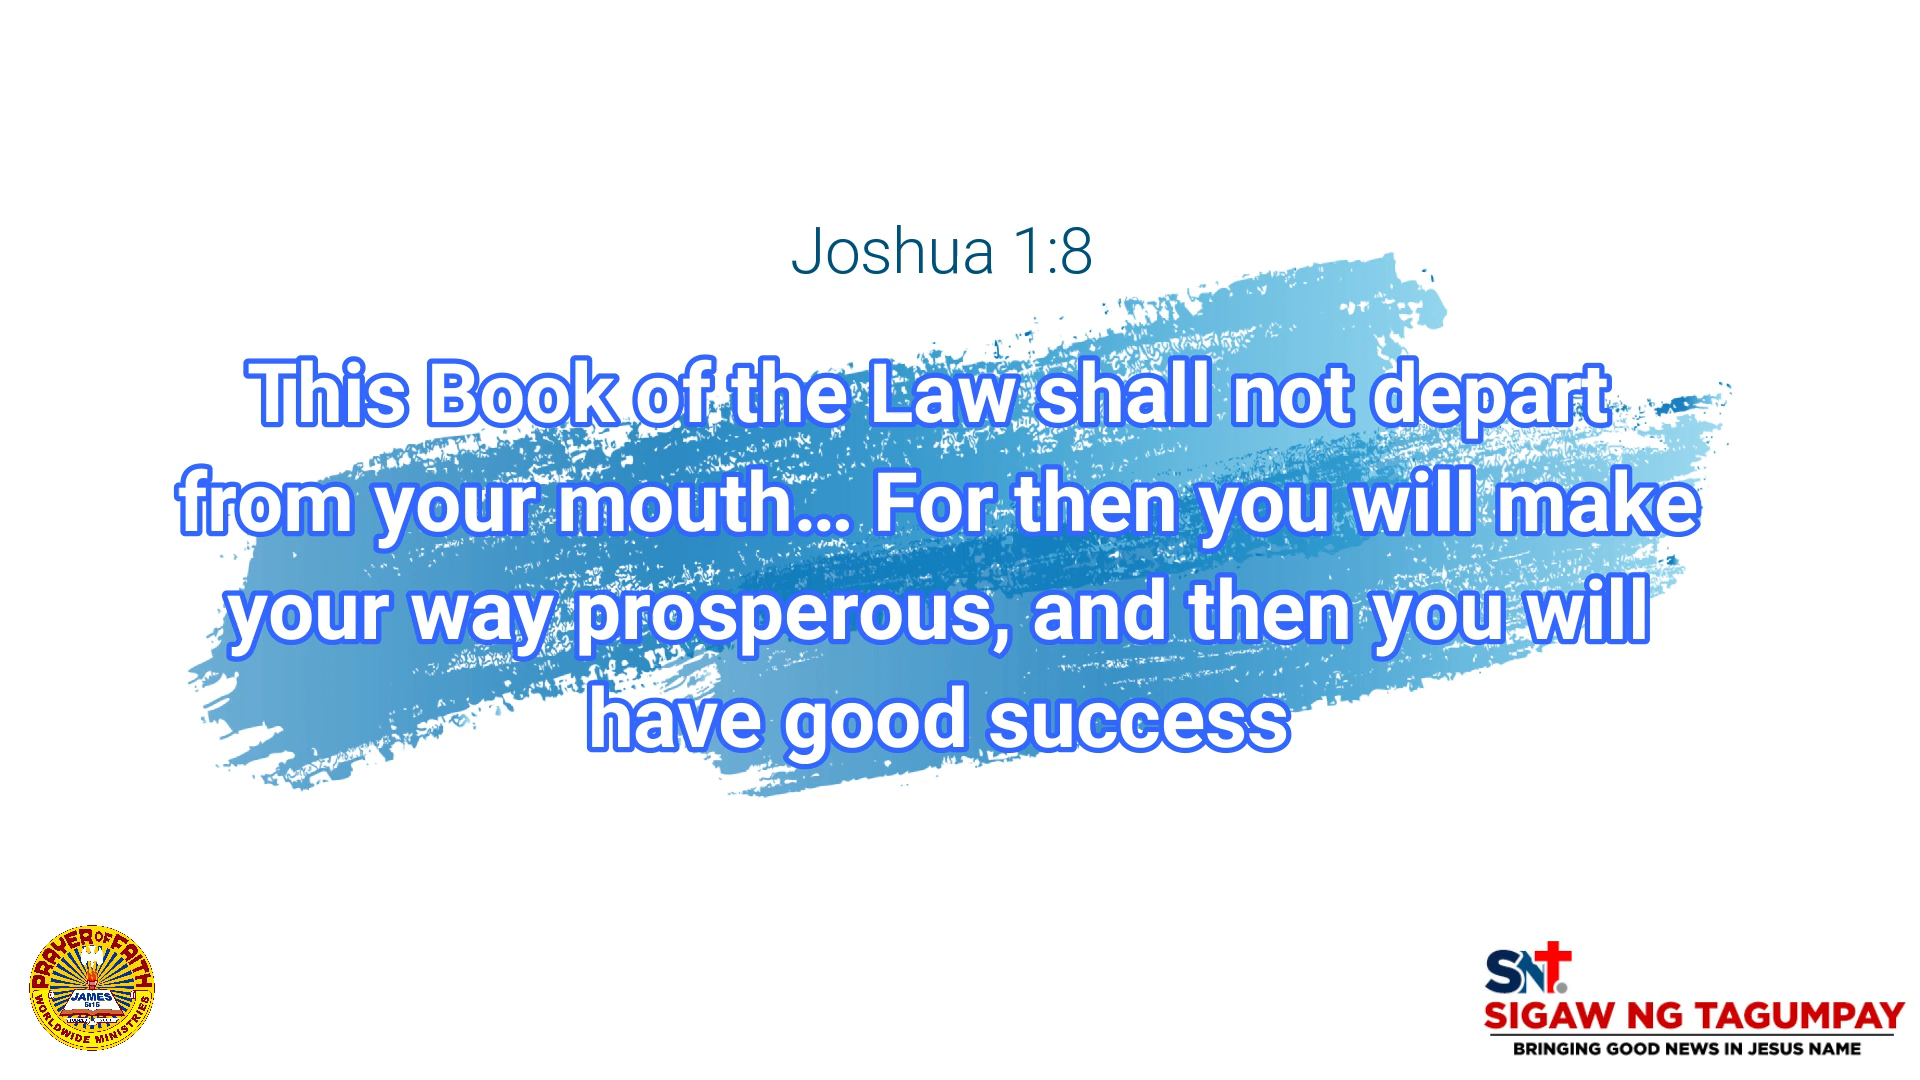 Joshua 1:8
This Book of the Law shall not depart
from your mouth... For then you will make
your way prosperous, and then you will
have good success
PRAYER OF FAITH
JAMES
5:15
WORLDWIDE MINISTRIES
SNT
SIGAW NG TAGUMPAY
BRINGING GOOD NEWS IN JESUS NAME